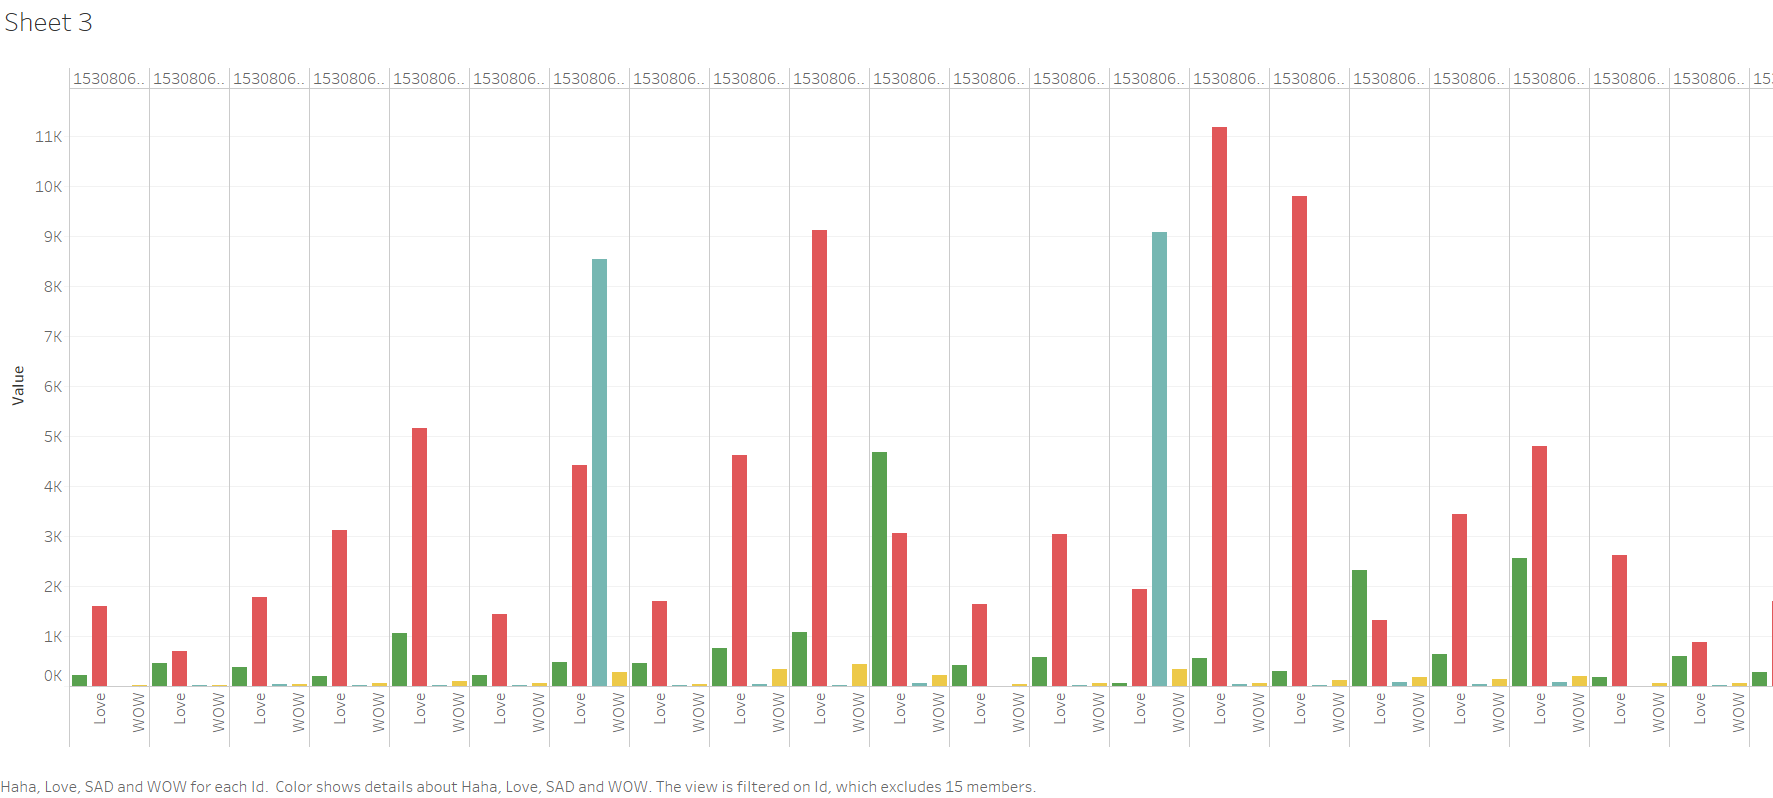 Sheet 3
1530806.. 1530806.. 1530806.. 1530806.. 1530806.. 1530806.. 1530806.. 1530806.. 1530806.. 1530806.. 1530806.. 1530806.. 1530806.. 1530806.. 1530806.. 1530806.. 1530806.. 1530806.. 1530806.. 1530806.. 1530806.. 15
11K
10K
9K
8K
7K
6K
5K
4K
3K
2K
1K
0K
Value
Love WOW Love WOW Love WOW Love WOW Love WOW Love WOW Love WOW Love WOW Love WOW Love WOW Love WOW Love WOW Love WOW Love WOW Love WOW Love WOW Love WOW Love WOW Love WOW Love WOW Love WOW
Haha, Love, SAD and WOW for each Id. Color shows details about Haha, Love, SAD and WOW. The view is filtered on Id, which excludes 15 members.